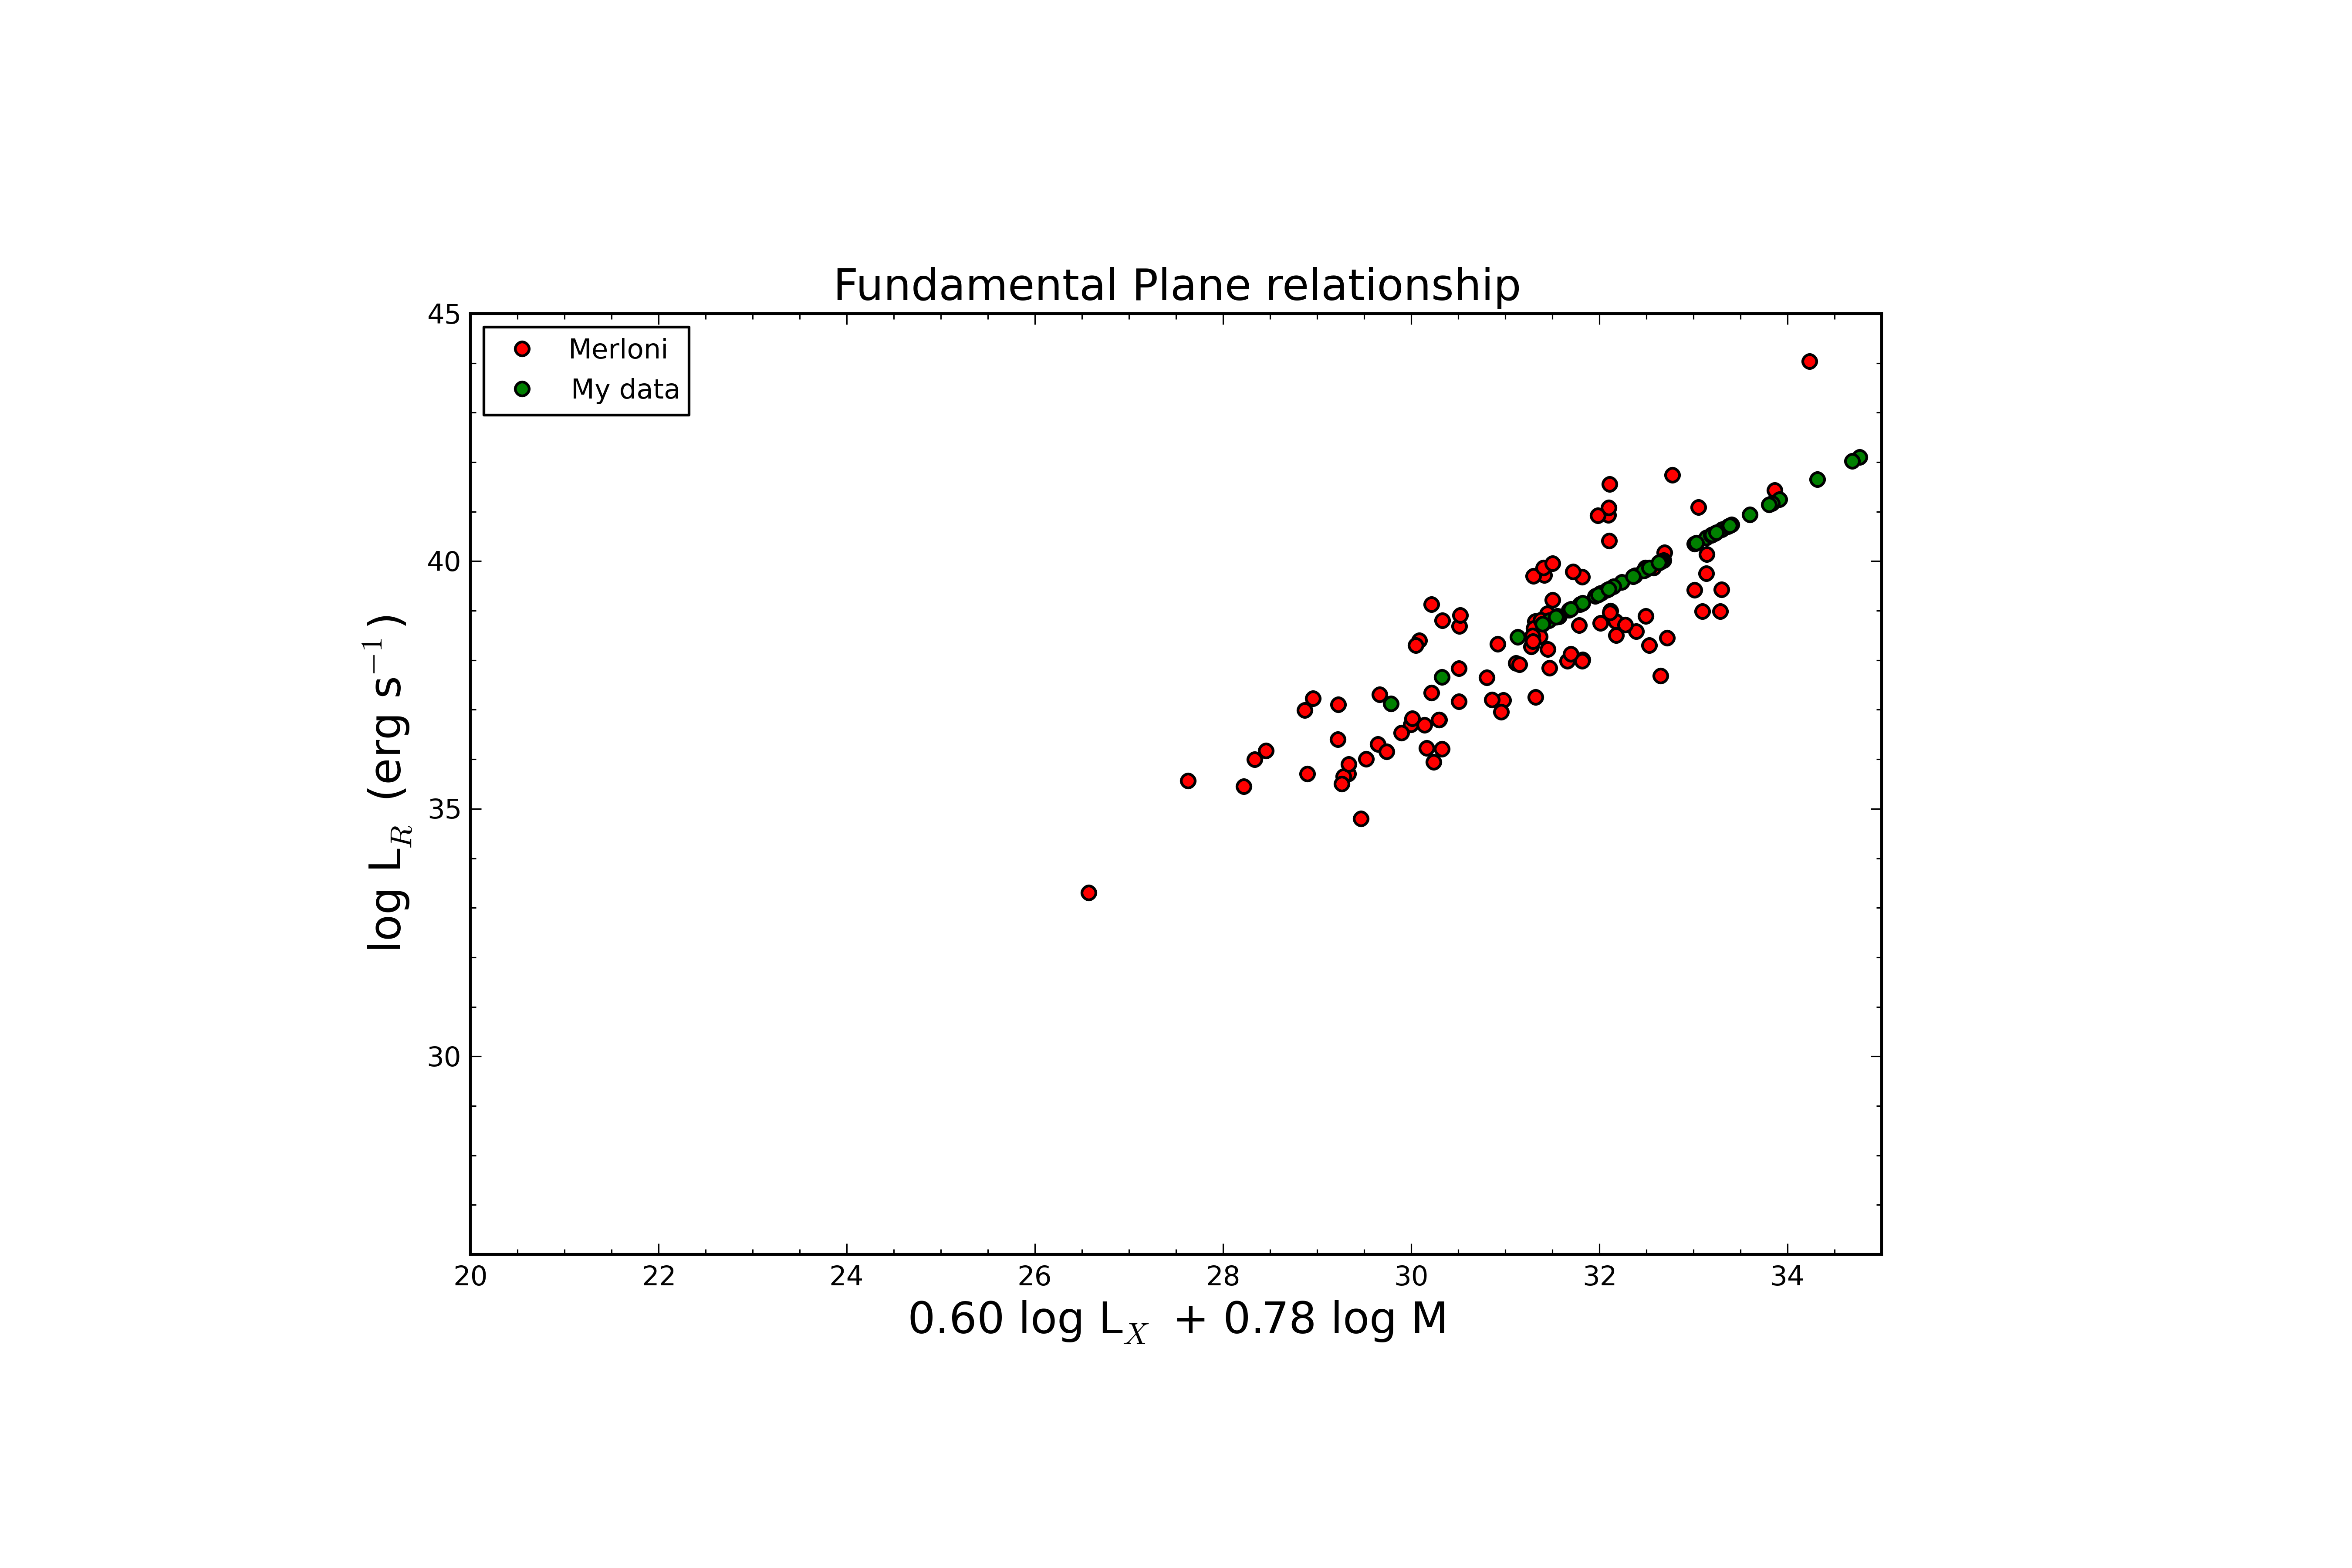 Fundamental Plane relationship
Merloni
My data
45
40
35
30
log L_R (erg s^{-1})
20 22 24 26 28 30 32 34
0.60 log L_X + 0.78 log M